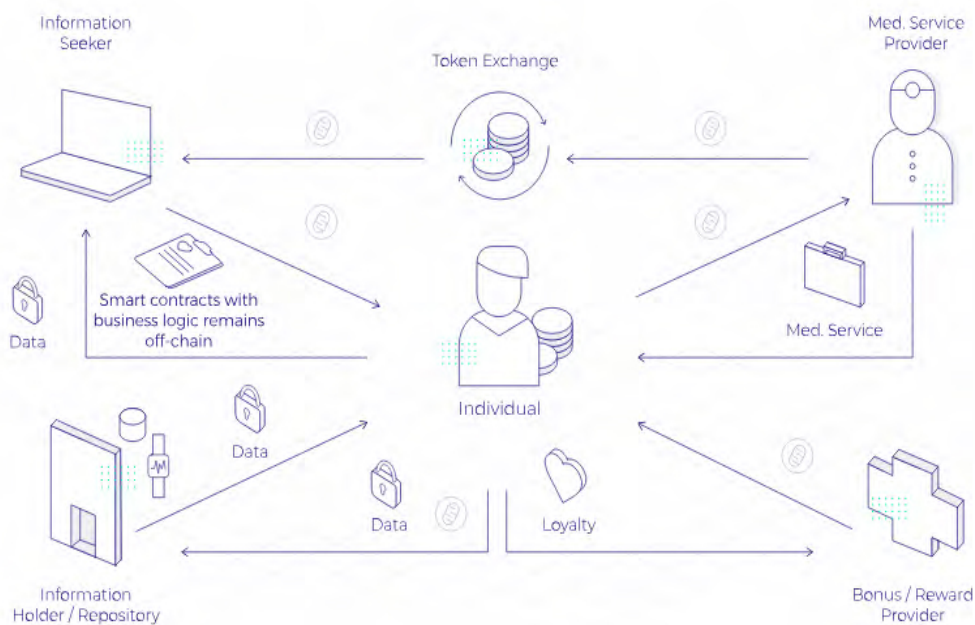 Information
Seeker
Med. Service
Provider
Token Exchange
Smart contracts with
business logic remains
off-chain
Data
Med. Service
Individual
Data
Data
Loyalty
Information
Holder / Repository
Bonus / Reward
Provider